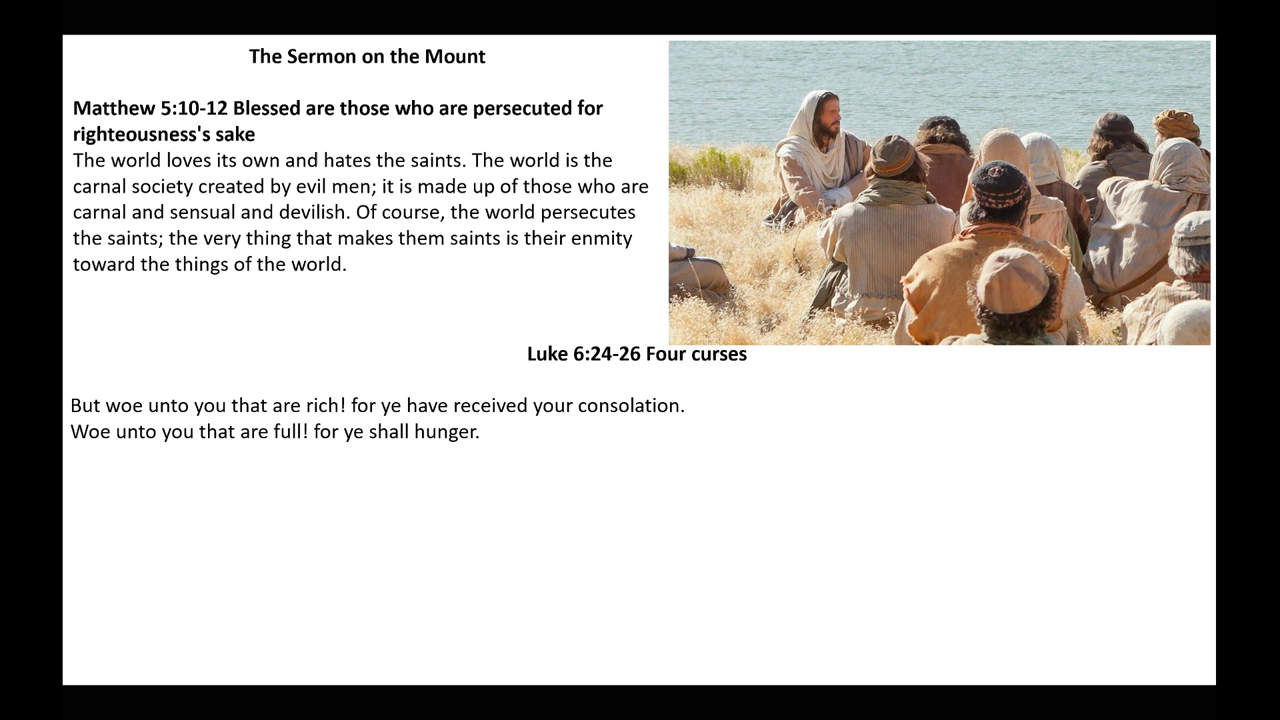 The Sermon on the Mount
Matthew 5:10-12 Blessed are those who are persecuted for
righteousness's sake
The world loves its own and hates the saints. The world is the
carnal society created by evil men; it is made up of those who are
carnal and sensual and devilish. Of course, the world persecutes
the saints; the very thing that makes them saints is their enmity
toward the things of the world.
Luke 6:24-26 Four curses
But woe unto you that are rich! for ye have received your consolation.
Woe unto you that are full! for ye shall hunger.